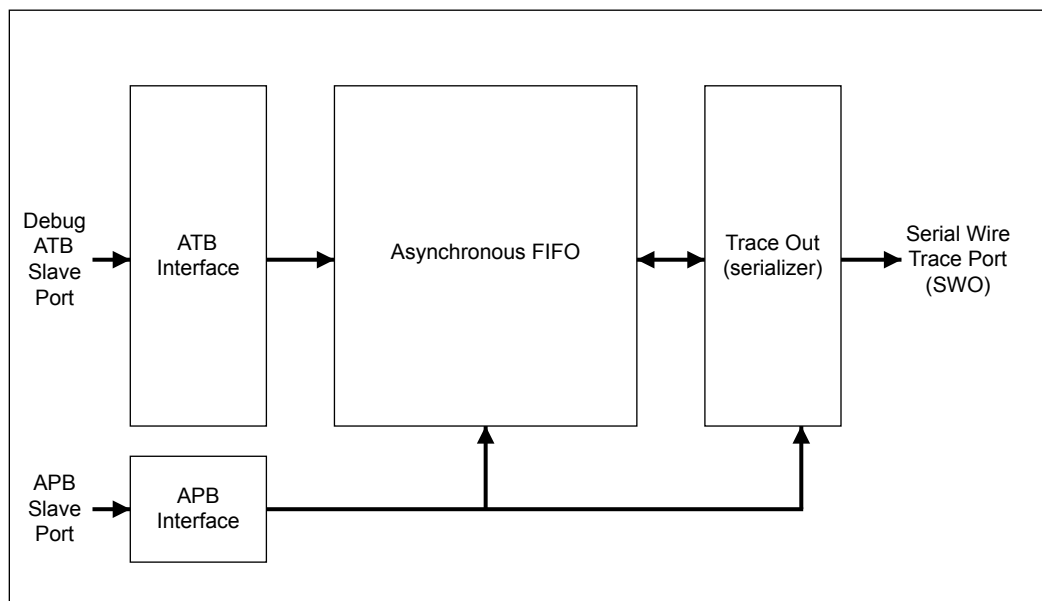 Debug
ATB
Slave
Port
ATB
Interface
Asynchronous FIFO
Trace Out
(serializer)
Serial Wire
Trace Port
(SWO)
APB
Slave
Port
APB
Interface